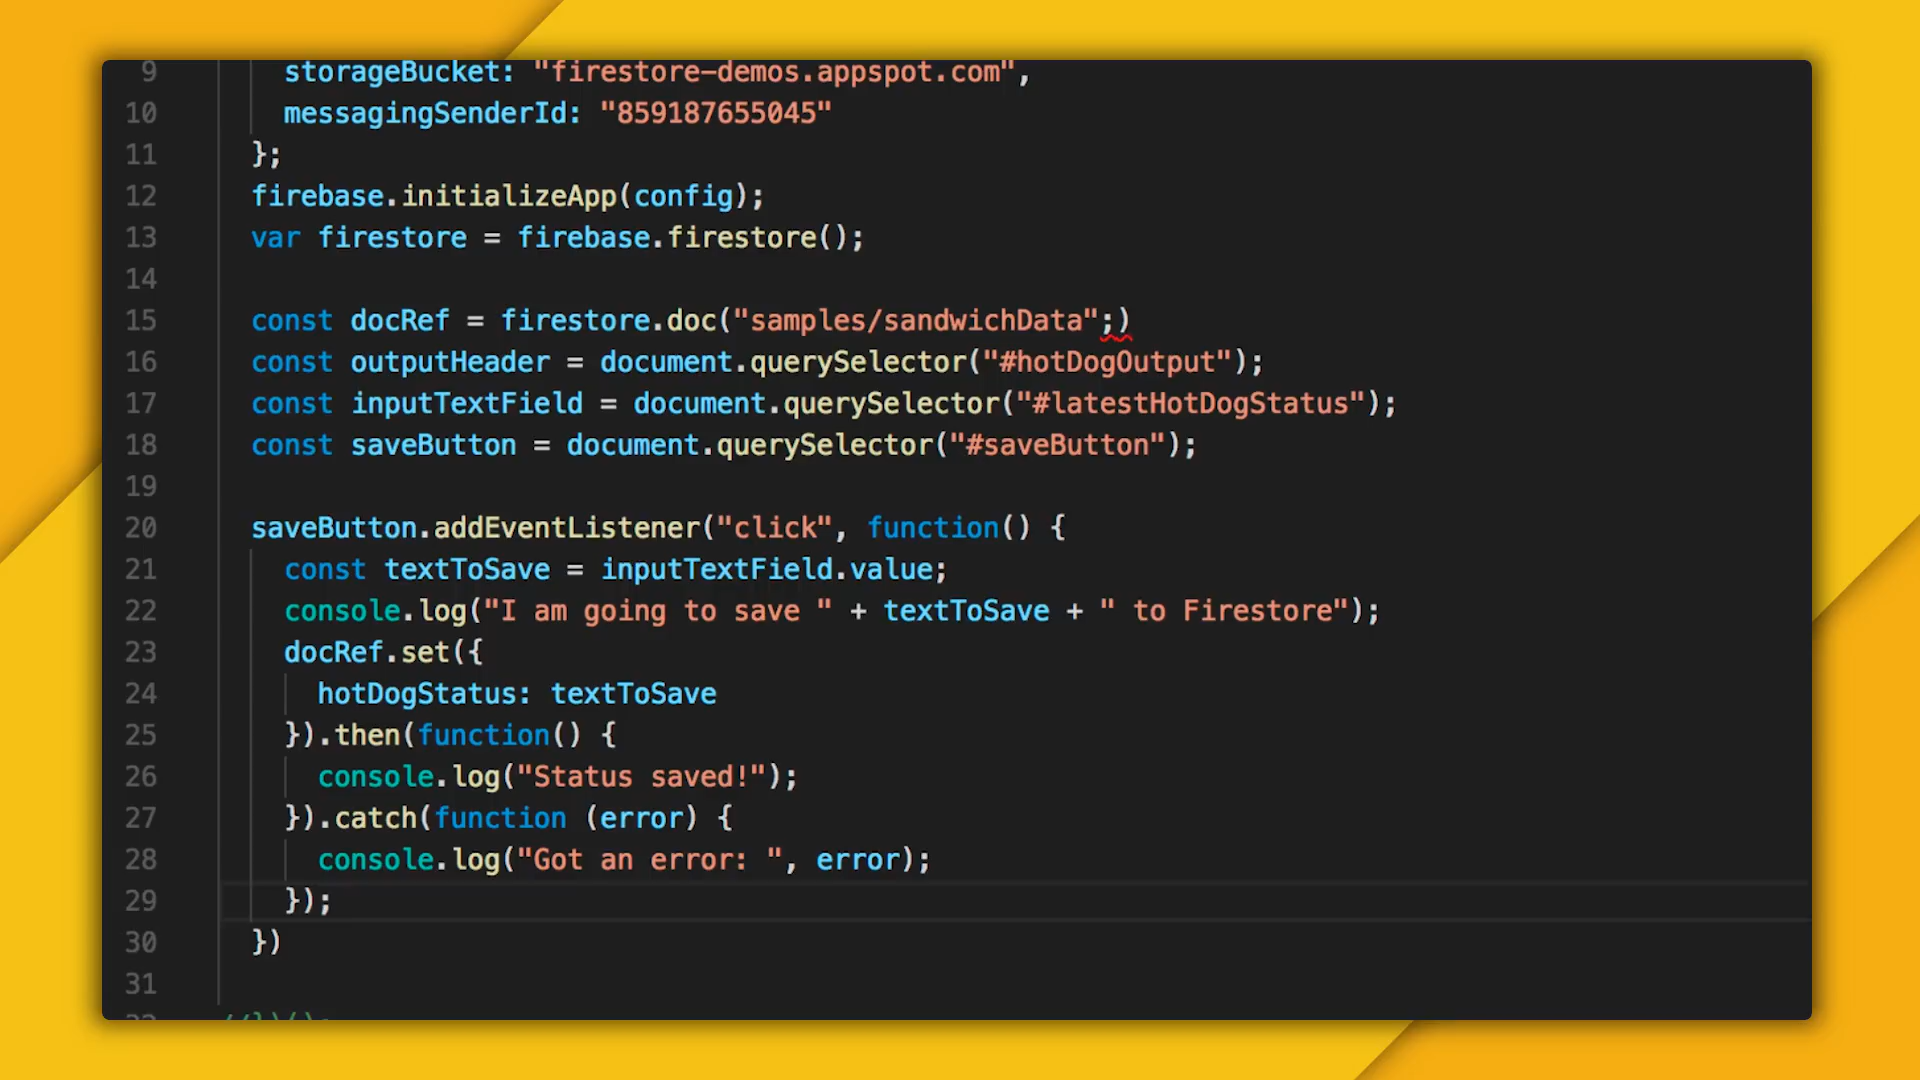 9 storageBucket: "firestore-demos.appspot.com",
10 messagingSenderId: "859187655045"
11 };
12 firebase.initializeApp(config);
13 var firestore = firebase.firestore();
14
15 const docRef = firestore.doc("samples/sandwichData";)
16 const outputHeader = document.querySelector("#hotDogOutput");
17 const inputTextField = document.querySelector("#latestHotDogStatus");
18 const saveButton = document.querySelector("#saveButton");
19
20 saveButton.addEventListener("click", function() {
21 const textToSave = inputTextField.value;
22 console.log("I am going to save " + textToSave + " to Firestore");
23 docRef.set({
24 hotDogStatus: textToSave
25 }).then(function() {
26 console.log("Status saved!");
27 }).catch(function (error) {
28 console.log("Got an error: ", error);
29 });
30 })
31